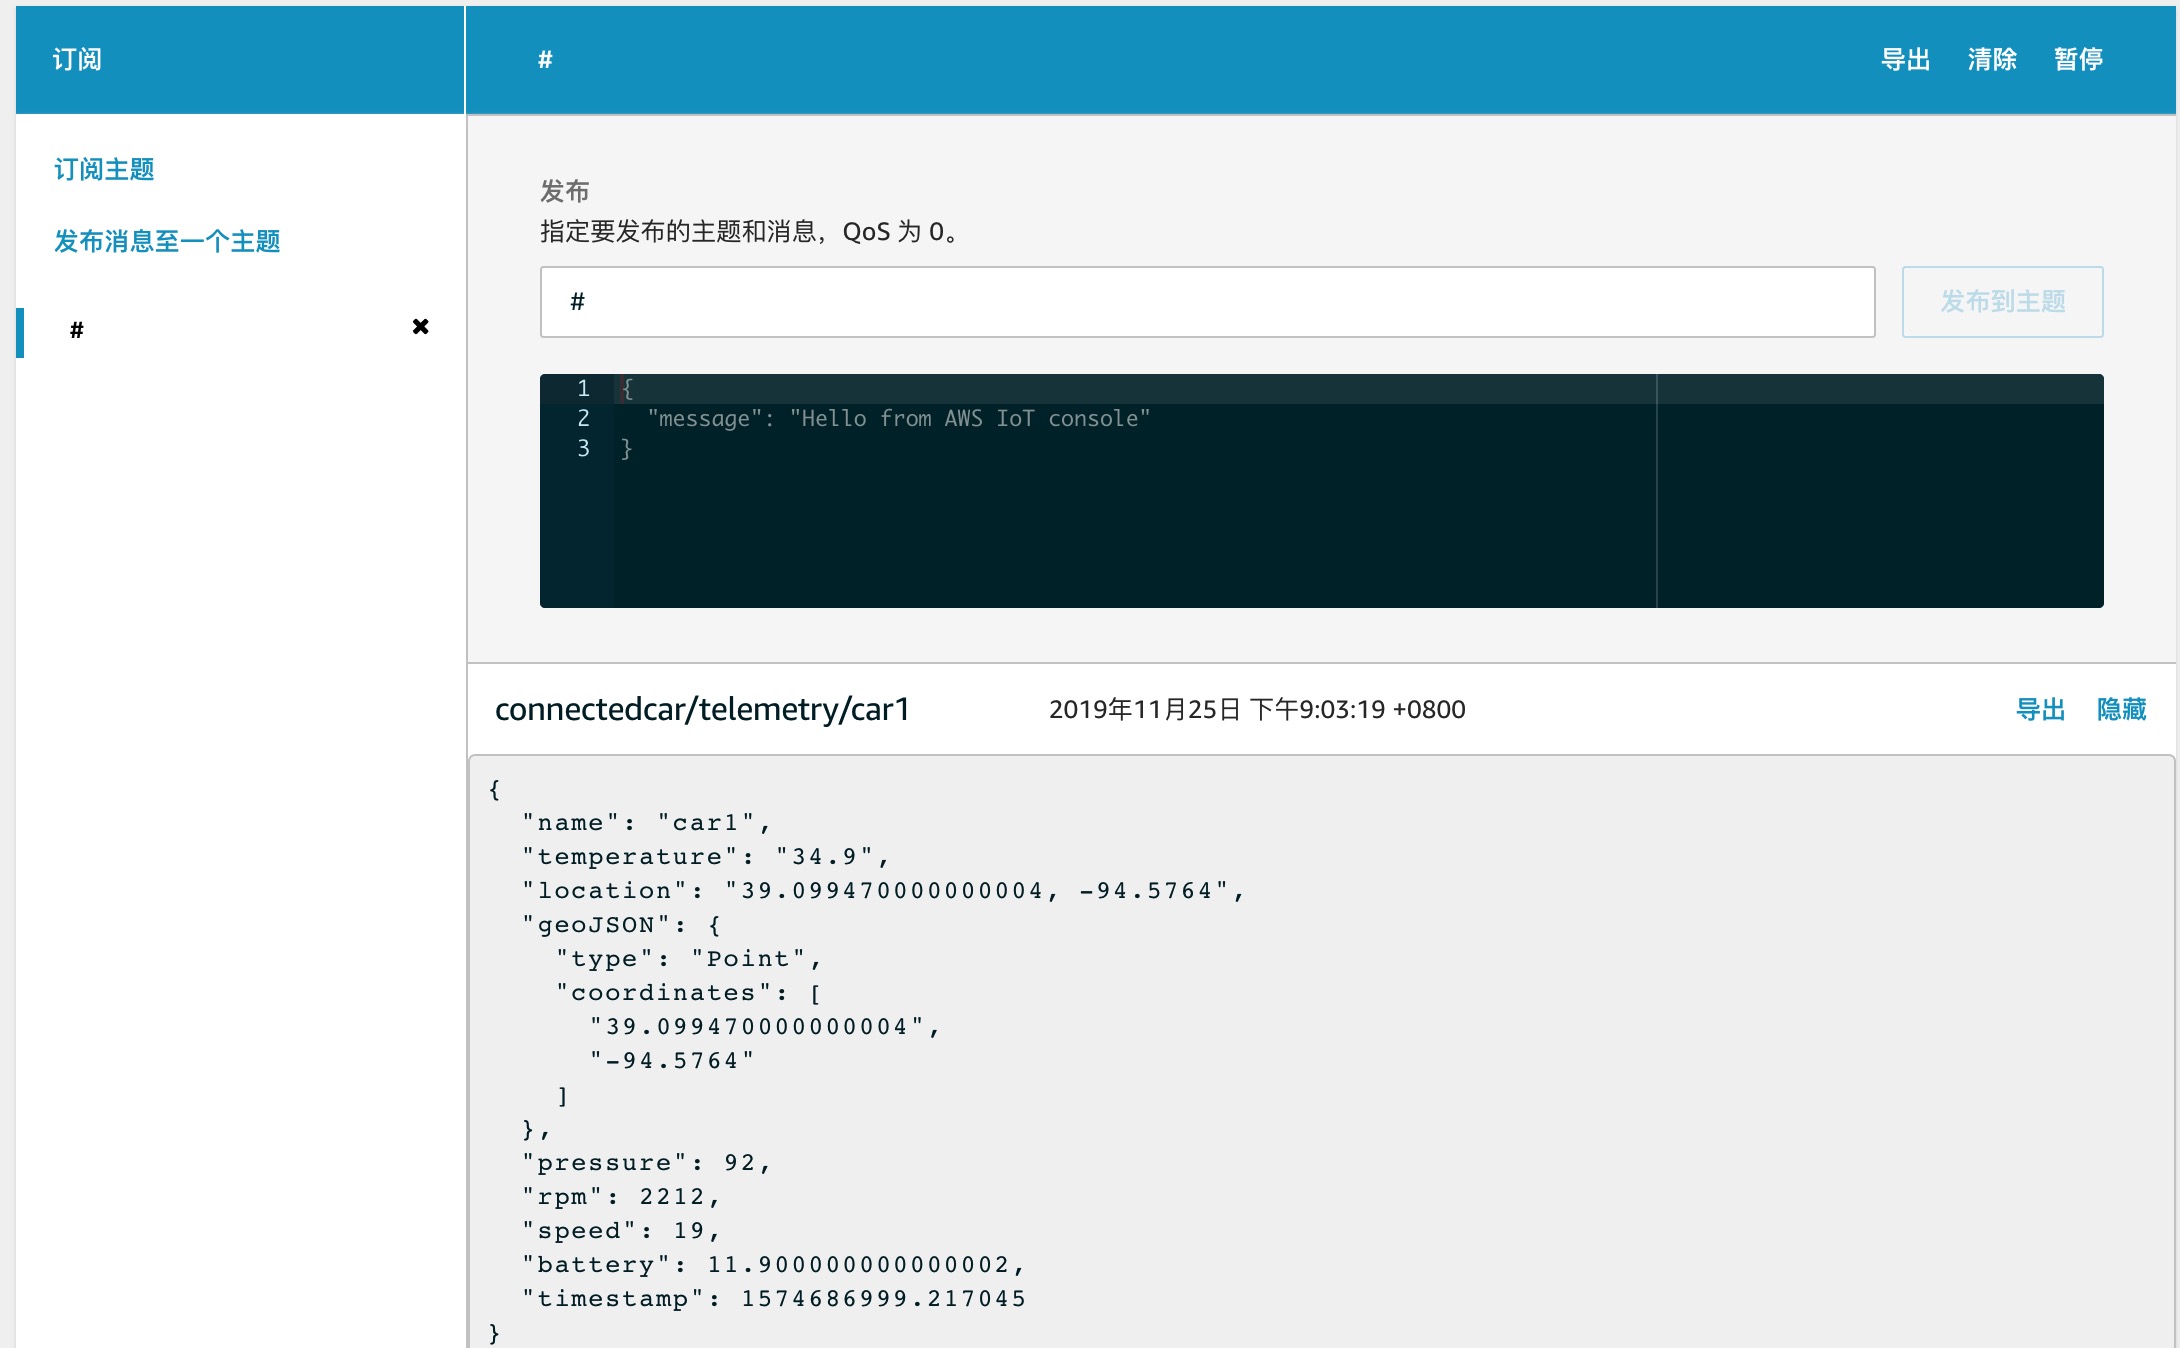 订阅
#
导出 清除 暂停
订阅主题
发布消息至一个主题
#
发布
指定要发布的主题和消息，QoS 为 0。
#
发布到主题
1 {
2 "message": "Hello from AWS IoT console"
3 }
connectedcar/telemetry/car1
2019年11月25日 下午9:03:19 +0800
导出 隐藏
{
"name": "car1",
"temperature": "34.9",
"location": "39.099470000000004, -94.5764",
"geoJSON": {
"type": "Point",
"coordinates": [
"39.099470000000004",
"-94.5764"
]
},
"pressure": 92,
"rpm": 2212,
"speed": 19,
"battery": 11.900000000000002,
"timestamp": 1574686999.217045
}